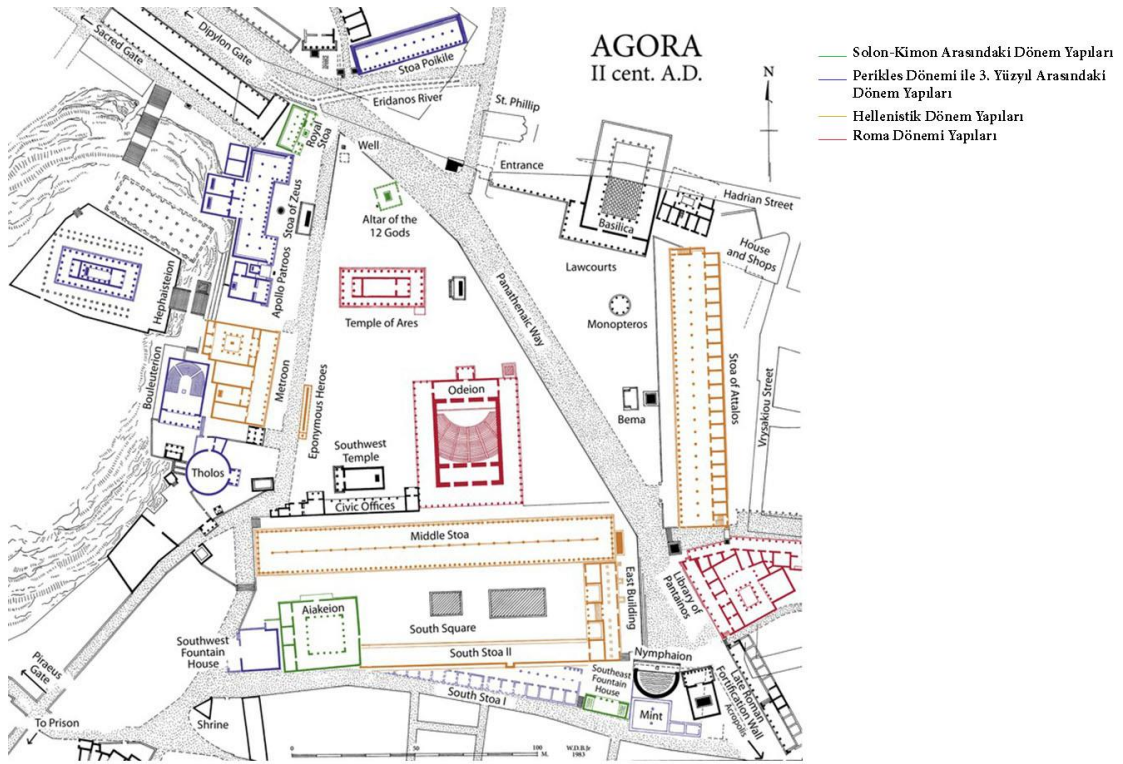 AGORA
II cent. A.D.
N
Solon-Kimon Arasındaki Dönem Yapıları
Perikles Dönemi ile 3. Yüzyıl Arasındaki
Dönem Yapıları
Hellenistik Dönem Yapıları
Roma Dönemi Yapıları
Sacred Gate
Dipylon Gate
Stoa Poikile
Eridanos River
St. Phillip
Royal
Stoa
Well
Entrance
Hadrian Street
Stoa of Zeus
Altar of the
12 Gods
Basilica
House
and Shops
Lawcourts
Hephaisteion
Apollo Patroos
Panathenaic Way
Temple of Ares
Monopteros
Bouleuterion
Metroon
Eponymous Heroes
Odeion
Stoa of Attalos
Vrysakiou Street
Bema
Southwest
Temple
Tholos
Civic Offices
Middle Stoa
East Building
Library of
Pantainos
Aiakeion
South Square
Southwest
Fountain
House
South Stoa II
Nymphaion
Southeast
Fountain
House
South Stoa I
Mint
Late Roman
Fortification Wall
Acropolis
Piraeus
Gate
To Prison
Shrine
0
50
100
M.
W.D.B.Jr
1983